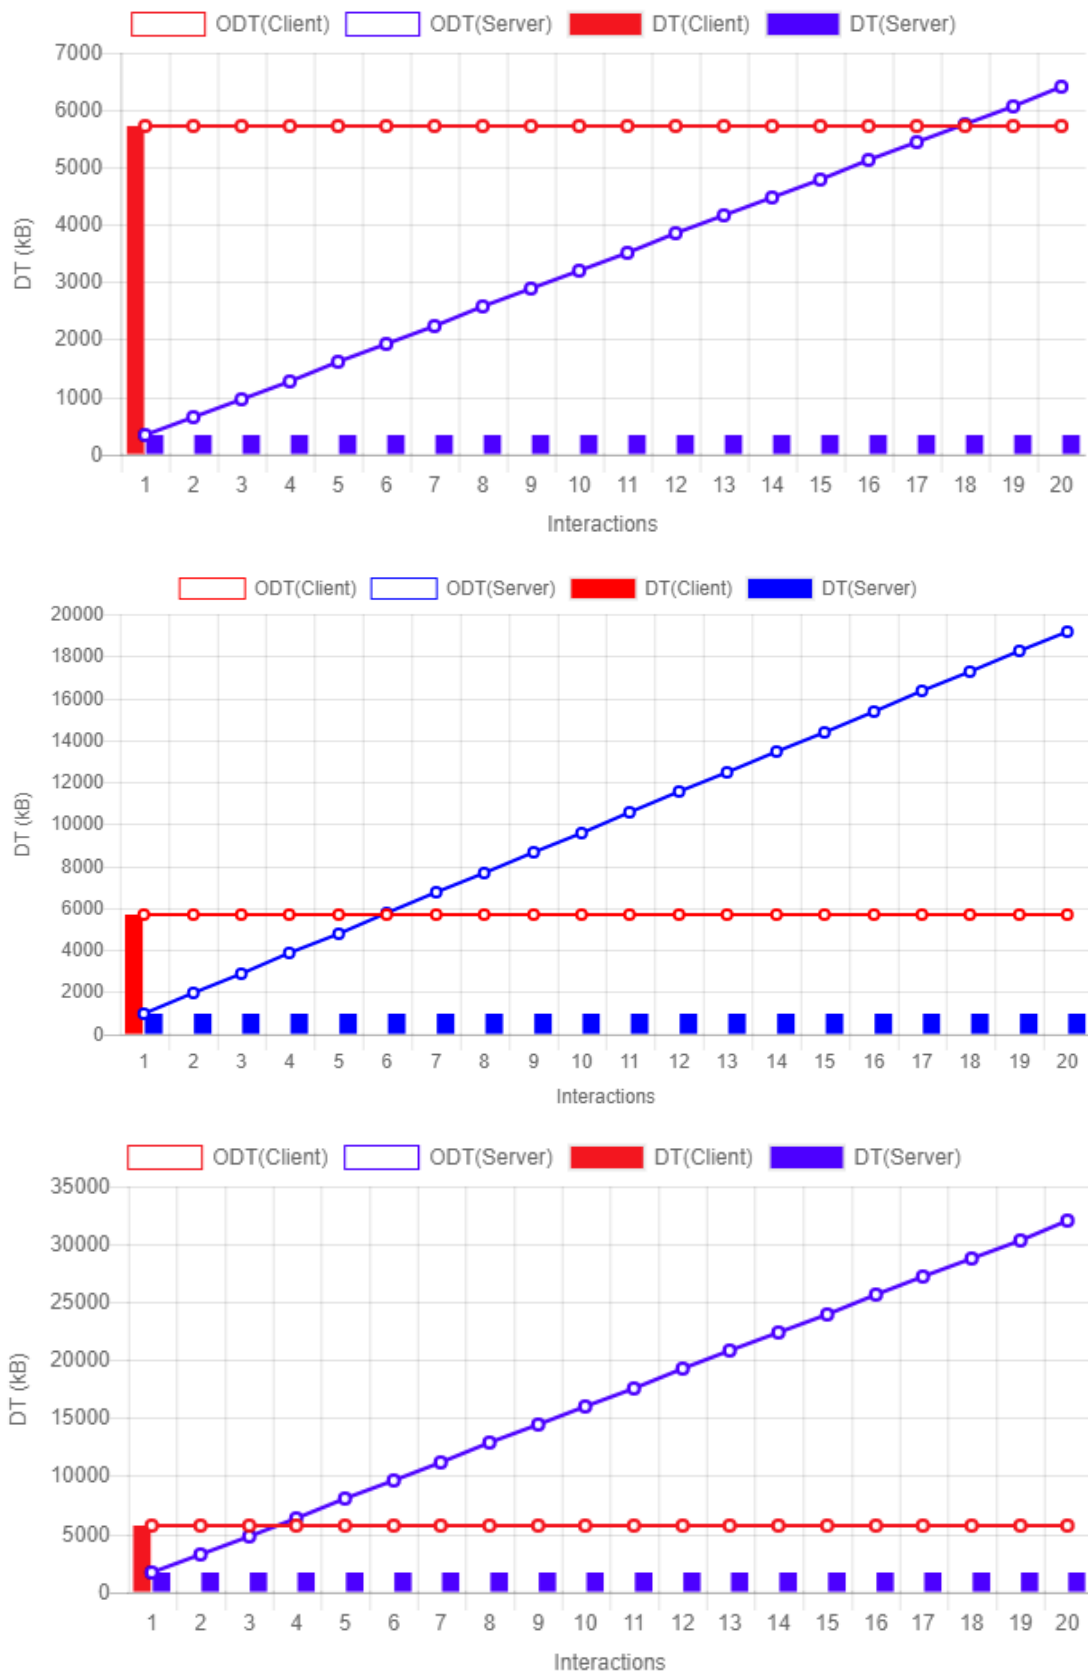 ODT(Client) ODT(Server) DT(Client) DT(Server)
7000
6000
5000
4000
3000
2000
1000
0
DT (kB)
1 2 3 4 5 6 7 8 9 10 11 12 13 14 15 16 17 18 19 20
Interactions
ODT(Client) ODT(Server) DT(Client) DT(Server)
20000
18000
16000
14000
12000
10000
8000
6000
4000
2000
0
DT (kB)
1 2 3 4 5 6 7 8 9 10 11 12 13 14 15 16 17 18 19 20
Interactions
ODT(Client) ODT(Server) DT(Client) DT(Server)
35000
30000
25000
20000
15000
10000
5000
0
DT (kB)
1 2 3 4 5 6 7 8 9 10 11 12 13 14 15 16 17 18 19 20
Interactions